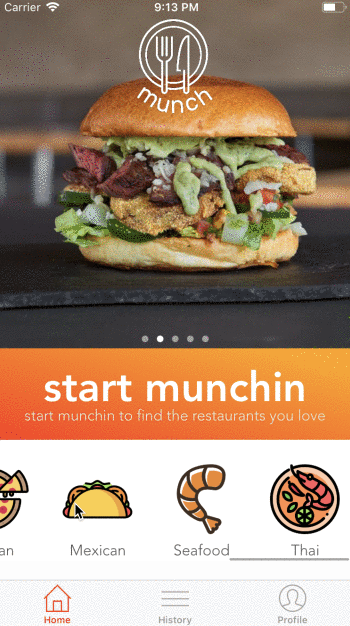 Carrier 9:13 PM
munch
start munchin
start munchin to find the restaurants you love
an Mexican Seafood Thai
Home History Profile